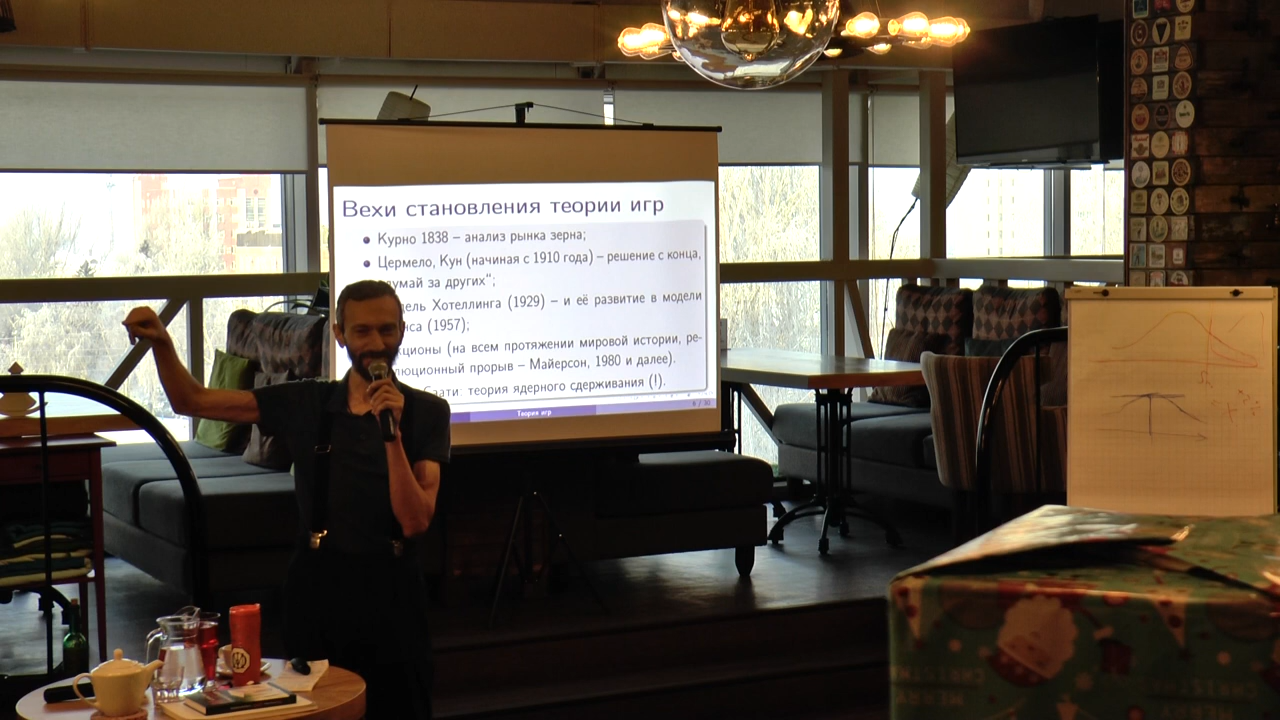 Вехи становления теории игр
Курно 1838 – анализ рынка зерна;
Цермело, Кун (начиная с 1910 года) – решение с конца,
думай за других";
Хотеллинга (1929) – и её развитие в модели
(1957);
(на всем протяжении мировой истории, ре-
прорыв – Майерсон, 1980 и далее).
Саати: теория ядерного сдерживания (!).
Теория игр